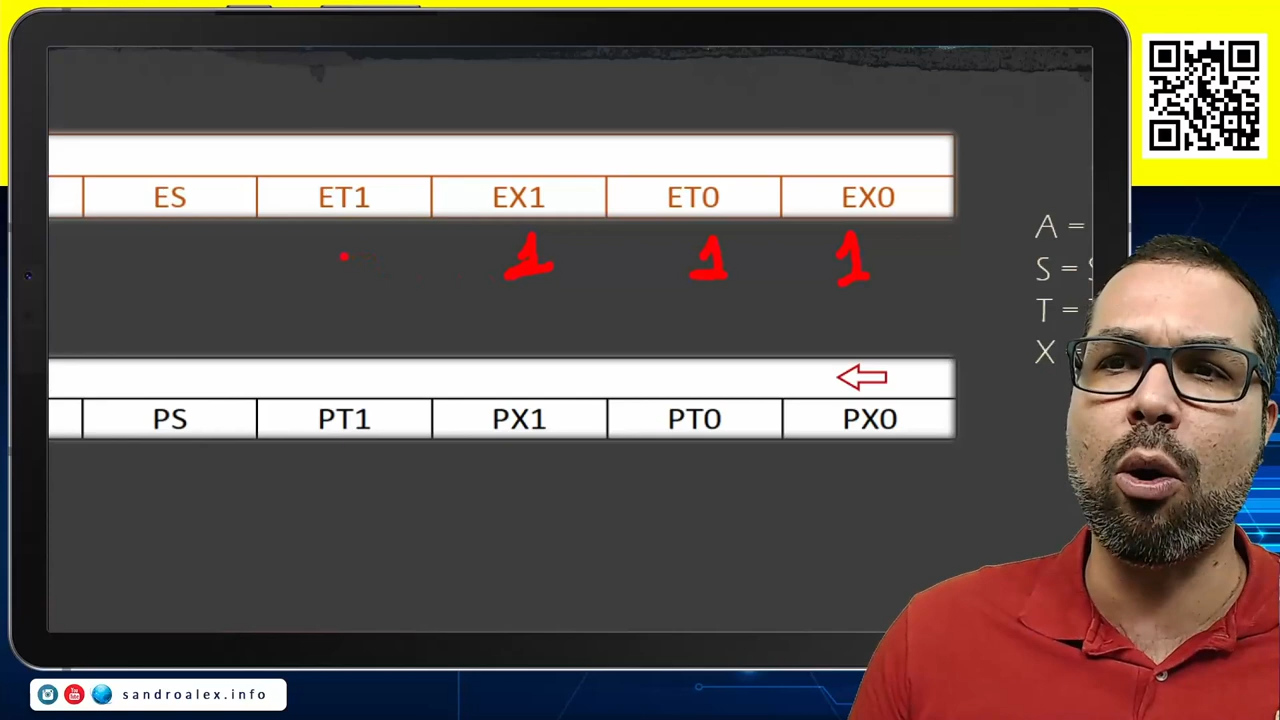 ES ET1 EX1 ET0 EX0
1 1 1
A =
S = S
T =
X
PS PT1 PX1 PT0 PX0
sandroalex.info